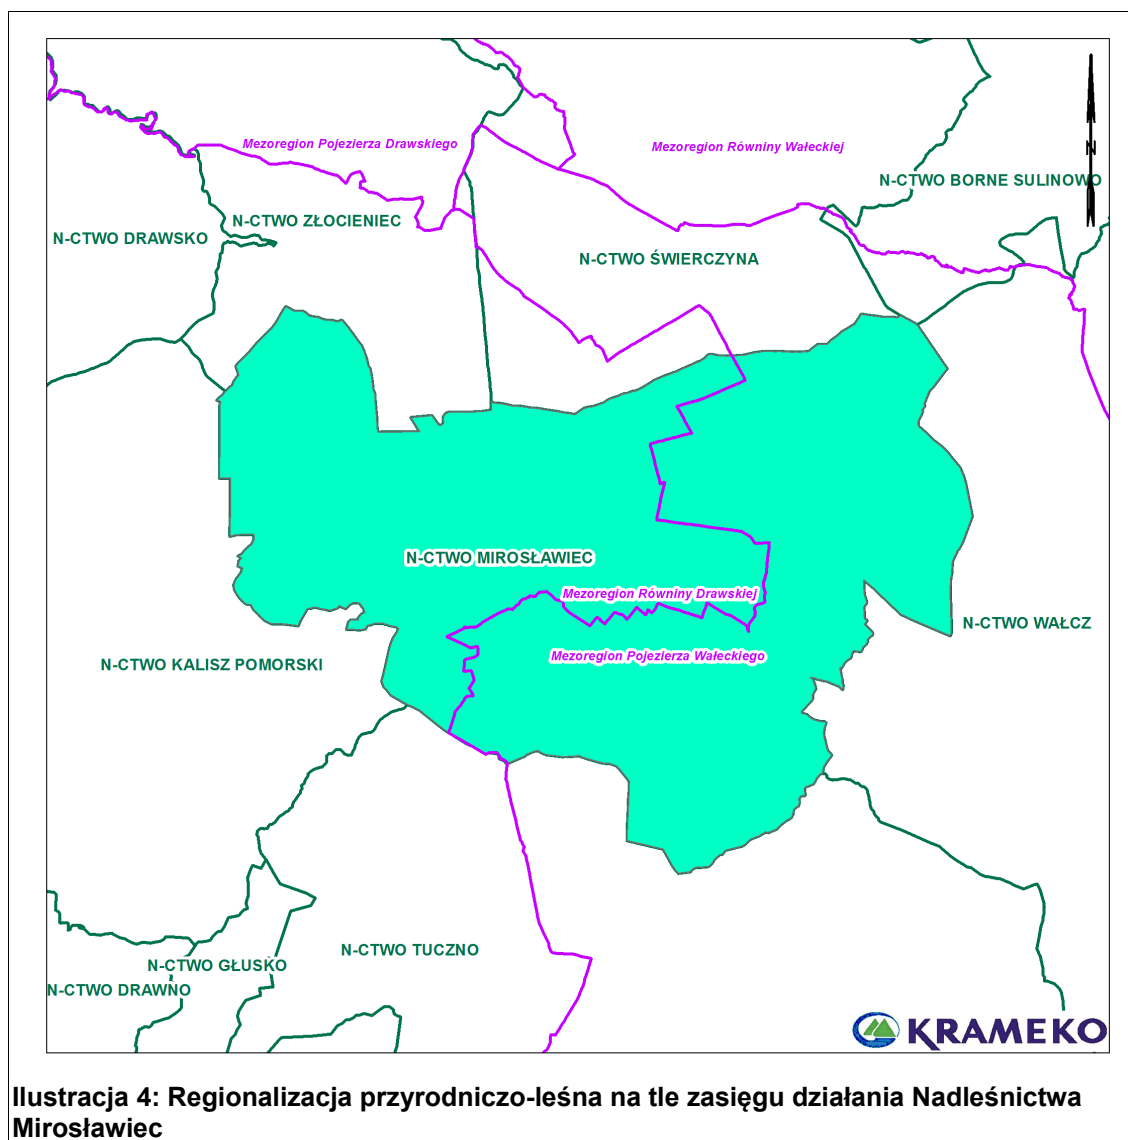 Mezoregion Pojezierza Drawskiego
Mezoregion Równiny Wałeckiej
N
N-CTWO BORNE SULINOWO
N-CTWO ZŁOCIENIEC
N-CTWO DRAWSKO
N-CTWO ŚWIERCZYNA
N-CTWO MIROSŁAWIEC
Mezoregion Równiny Drawskiej
N-CTWO WAŁCZ
Mezoregion Pojezierza Wałeckiego
N-CTWO KALISZ POMORSKI
N-CTWO TUCZNO
N-CTWO GŁUSKO
N-CTWO DRAWNO
KRAMEKO
Ilustracja 4: Regionalizacja przyrodniczo-leśna na tle zasięgu działania Nadleśnictwa
Mirosławiec